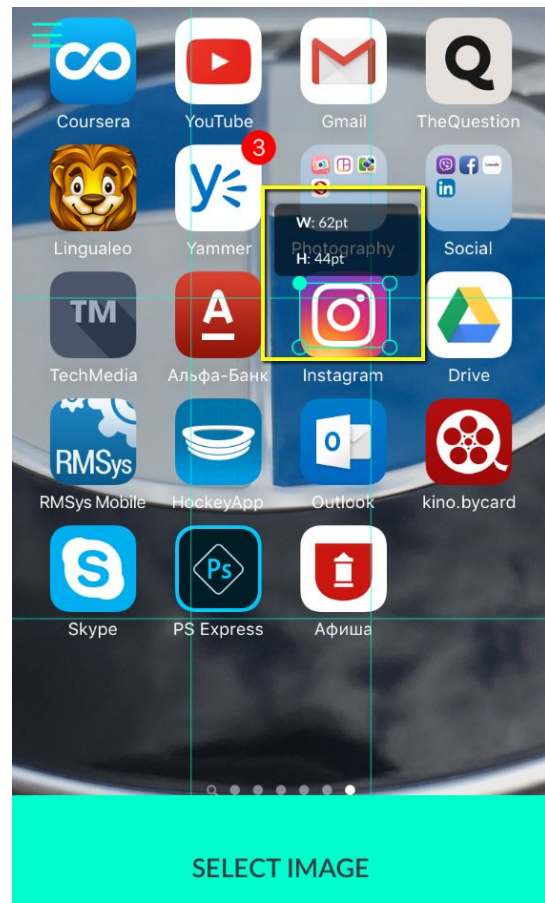 Coursera
YouTube
Gmail
Q
TheQuestion
3
Lingualeo
Yammer
in
W: 62pt
Photography
H: 44pt
Social
TM
А
TechMedia
Альфа-Банк
Instagram
Drive
RMSys
RMSys Mobile
HockeyApp
Outlook
kino.bycard
S
Ps
Skype
PS Express
Афиша
SELECT IMAGE